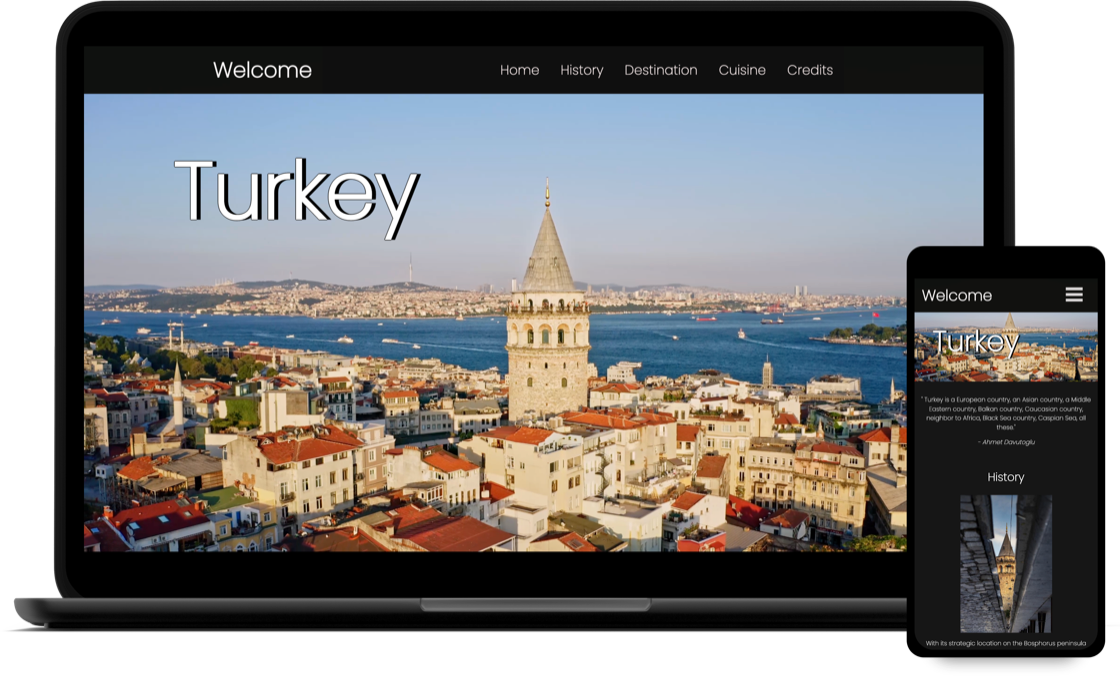 Welcome
Home History Destination Cuisine Credits
Turkey
Welcome
Turkey
" Turkey is a European country, an Asian country, a Middle
Eastern country, Balkan country, Caucasian country,
neighbor to Africa, Black Sea country, Caspian Sea, all
these."
- Ahmet Davutoglu
History
With its strategic location on the Bosphorus peninsula